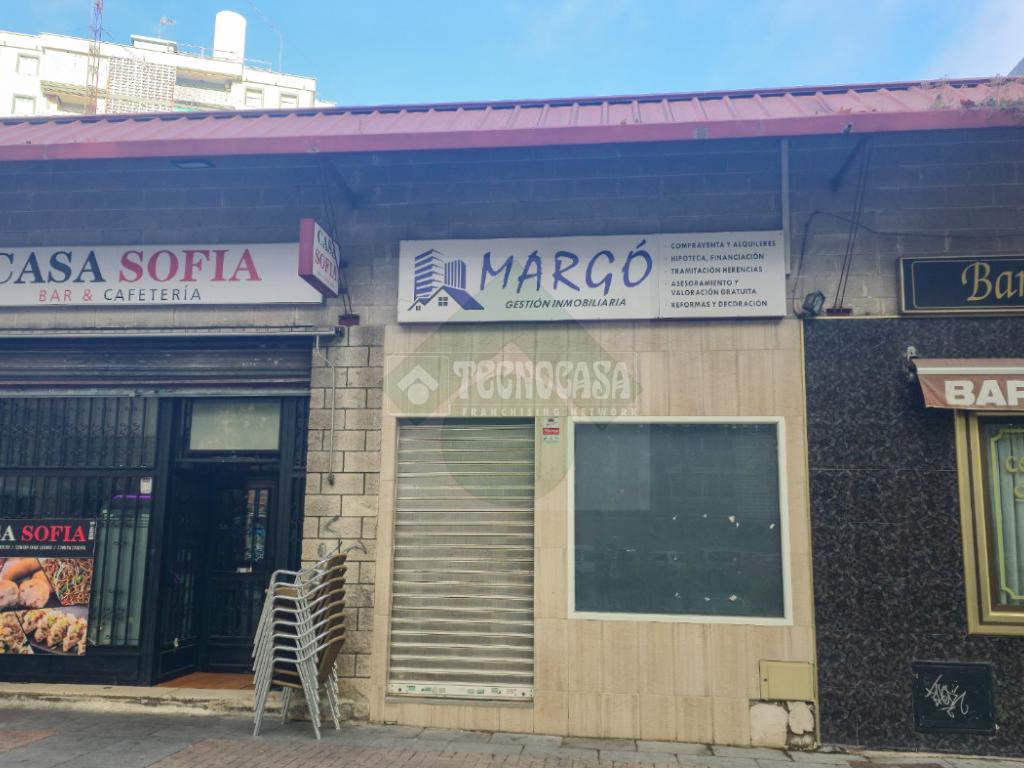 CASA SOFIA
BAR & CAFETERÍA
CASA
SOFIA
MARGÓ
GESTIÓN INMOBILIARIA
· COMPRAVENTA Y ALQUILERES
· HIPOTECA, FINANCIACIÓN
· TRAMITACIÓN HERENCIAS
· ASESORAMIENTO Y
VALORACIÓN GRATUITA
· REFORMAS Y DECORACIÓN
Bar
BAR
TECNOCASA
FRANCHISING NETWORK
SA SOFIA